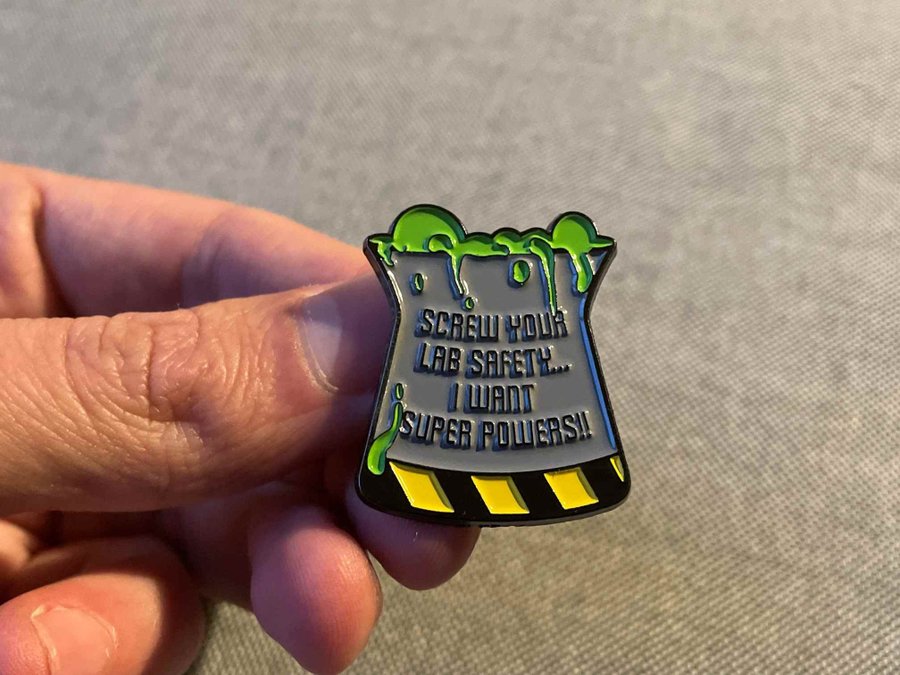 SCREW YOUR
LAB SAFETY...
I WANT
SUPER POWERS!!